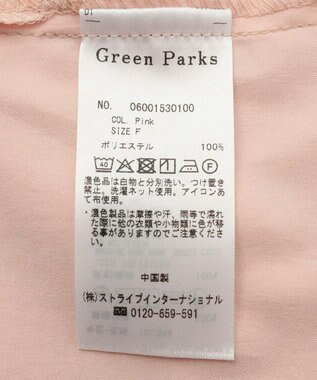 Green Parks
NO. 06001530100
COL. Pink
SIZE F
ポリエステル 100%
40 F
濃色品は白物と分別洗い。つけ置き
禁止。洗濯ネット使用。アイロンあ
て布使用。
・濃色製品は摩擦や汗、雨等で濡れ
た際に他の衣類や小物類に色が移
る事がありますのでご注意くださ
い。
中国製
(株)ストライプインターナショナル
0120-659-591